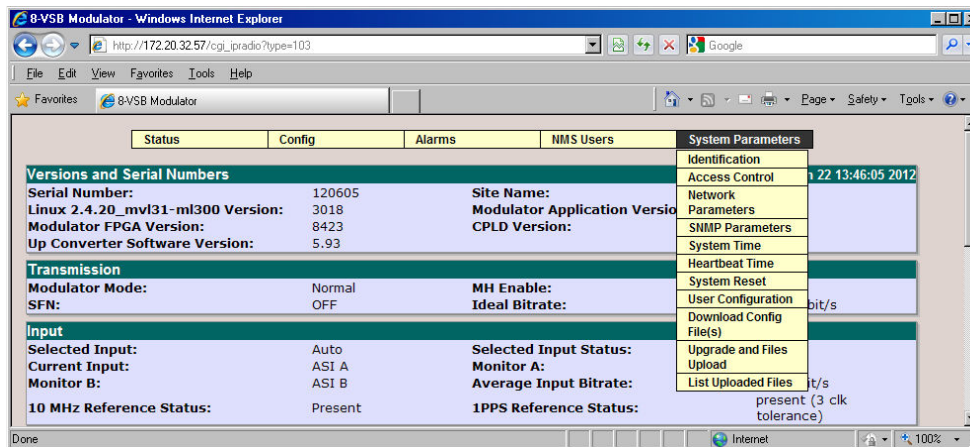 8-VSB Modulator - Windows Internet Explorer
http://172.20.32.57/cgi_ipradio?type=103
Google
File Edit View Favorites Tools Help
Favorites 8-VSB Modulator Page Safety Tools
Status Config Alarms NMS Users System Parameters
Identification
Access Control
Network
Parameters
SNMP Parameters
System Time
Heartbeat Time
System Reset
User Configuration
Download Config
File(s)
Upgrade and Files
Upload
List Uploaded Files
Versions and Serial Numbers 22 13:46:05 2012
Serial Number: 120605 Site Name:
Linux 2.4.20_mvl31-ml300 Version: 3018 Modulator Application Versio
Modulator FPGA Version: 8423 CPLD Version:
Up Converter Software Version: 5.93
Transmission
Modulator Mode: Normal MH Enable:
SFN: OFF Ideal Bitrate: bit/s
Input
Selected Input: Auto Selected Input Status:
Current Input: ASI A Monitor A:
Monitor B: ASI B Average Input Bitrate: it/s
10 MHz Reference Status: Present 1PPS Reference Status: present (3 clk
tolerance)
Done Internet 100%